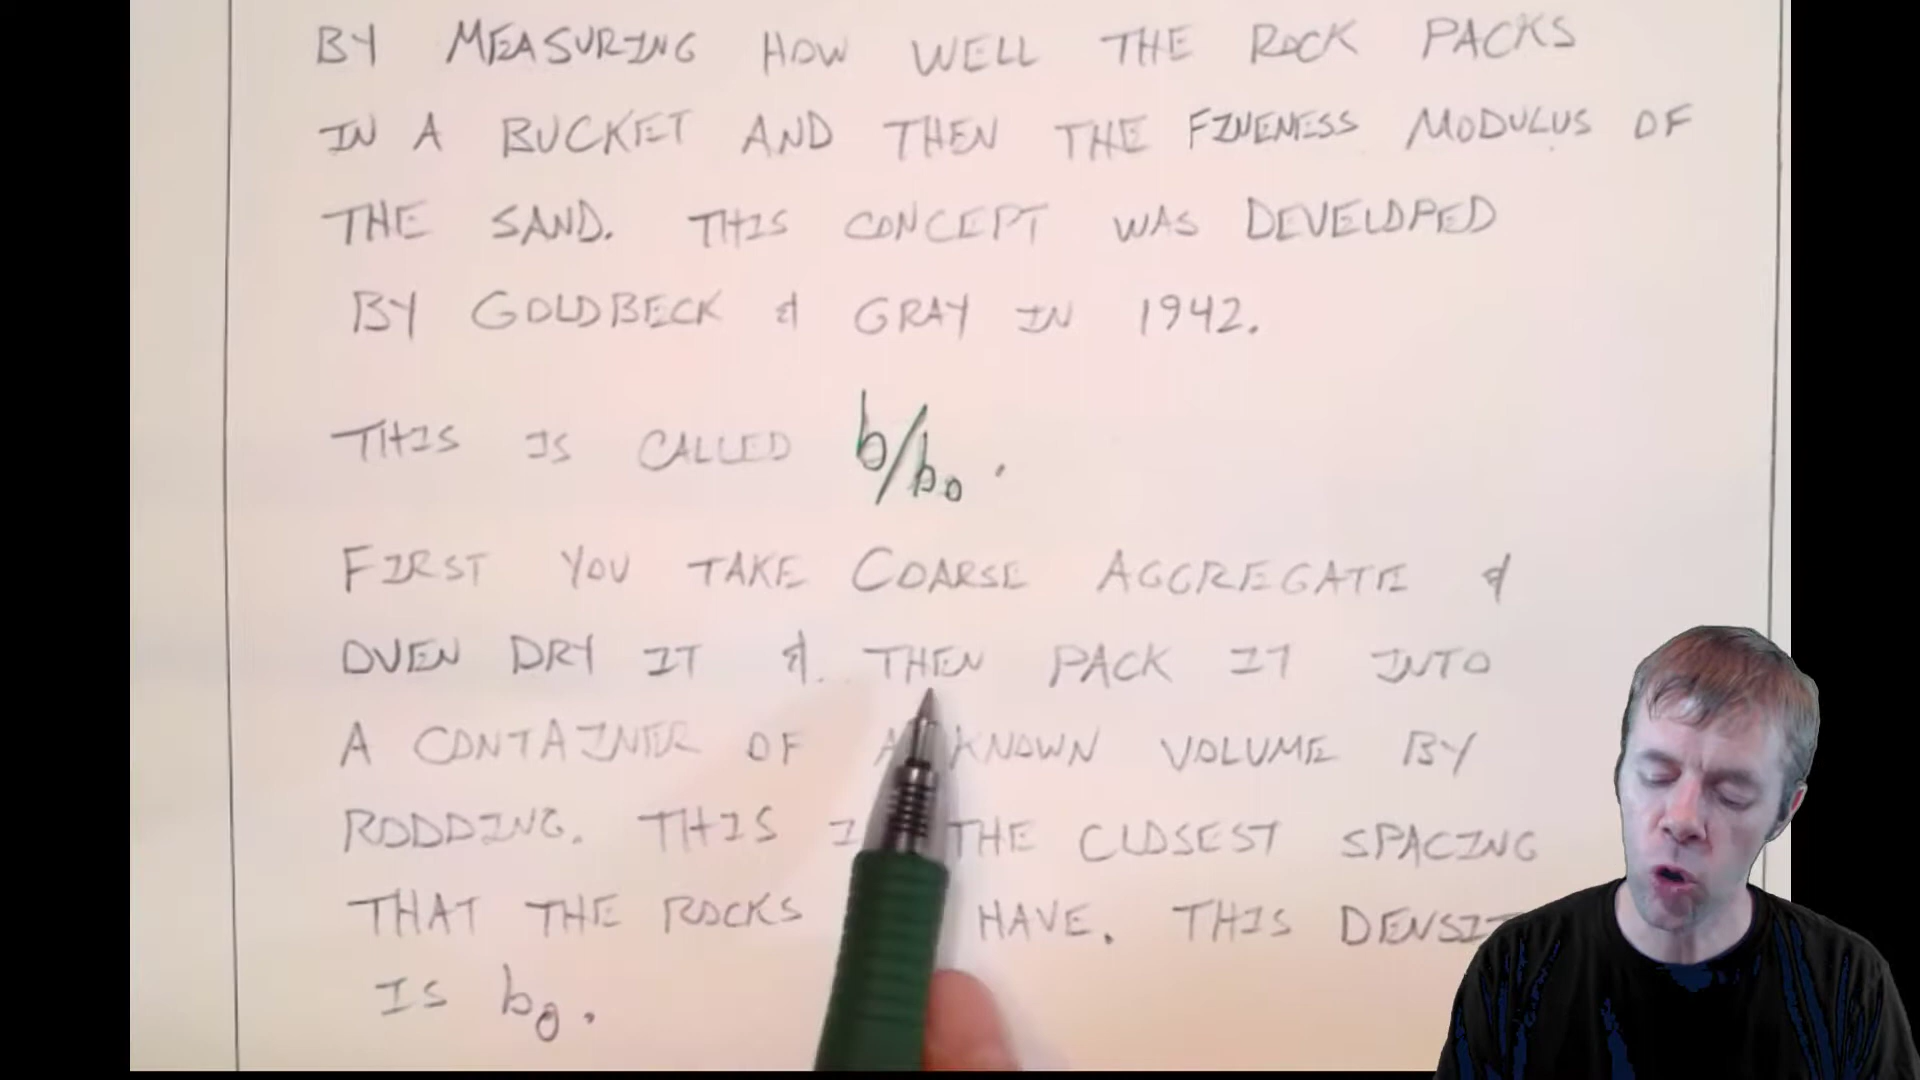 BY MEASURING HOW WELL THE ROCK PACKS
IN A BUCKET AND THEN THE FINENESS MODULUS OF
THE SAND. THIS CONCEPT WAS DEVELOPED
BY GOLDBECK & GRAY IN 1942.
THIS IS CALLED b/b₀.
FIRST YOU TAKE COARSE AGGREGATE &
OVEN DRY IT & THEN PACK IT INTO
A CONTAINER OF A KNOWN VOLUME BY
RODDING. THIS THE CLOSEST SPACING
THAT THE ROCKS HAVE. THIS
IS b₀.